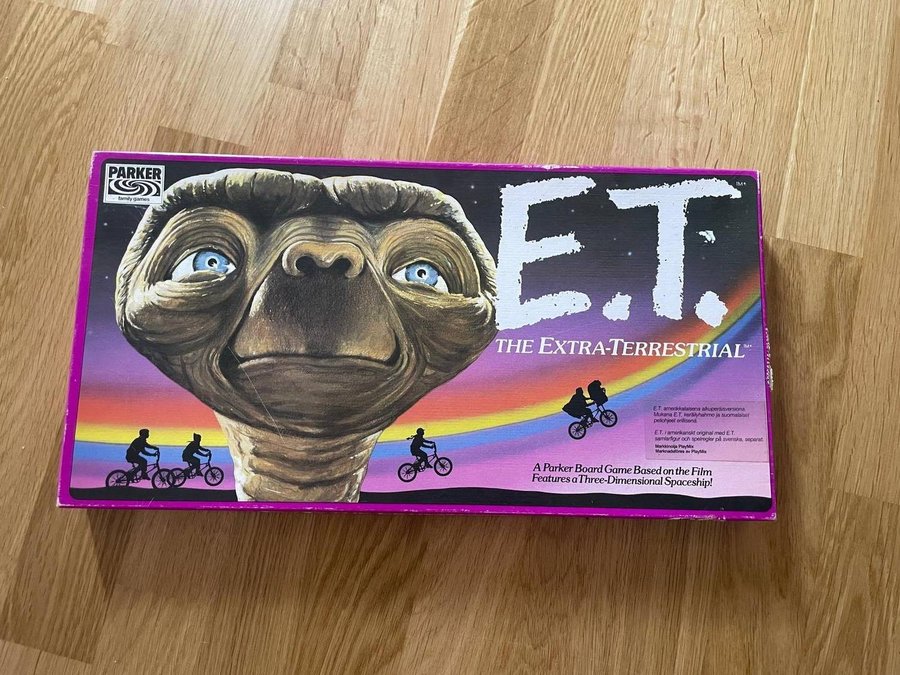 PARKER
family games
E.T.
TM*
THE EXTRA-TERRESTRIAL
TM*
E.T. amerikkalaisena alkuperäisversiona.
Mukana E.T. keräilyhahmo ja suomalaiset
peliohjeet erillisenä.
E.T. i amerikanskt original med E.T.
samlarfigur och spelregler på svenska, separat.
Markkinoija PlayMix
Marknadsföres av PlayMix
A Parker Board Game Based on the Film
Features a Three-Dimensional Spaceship!